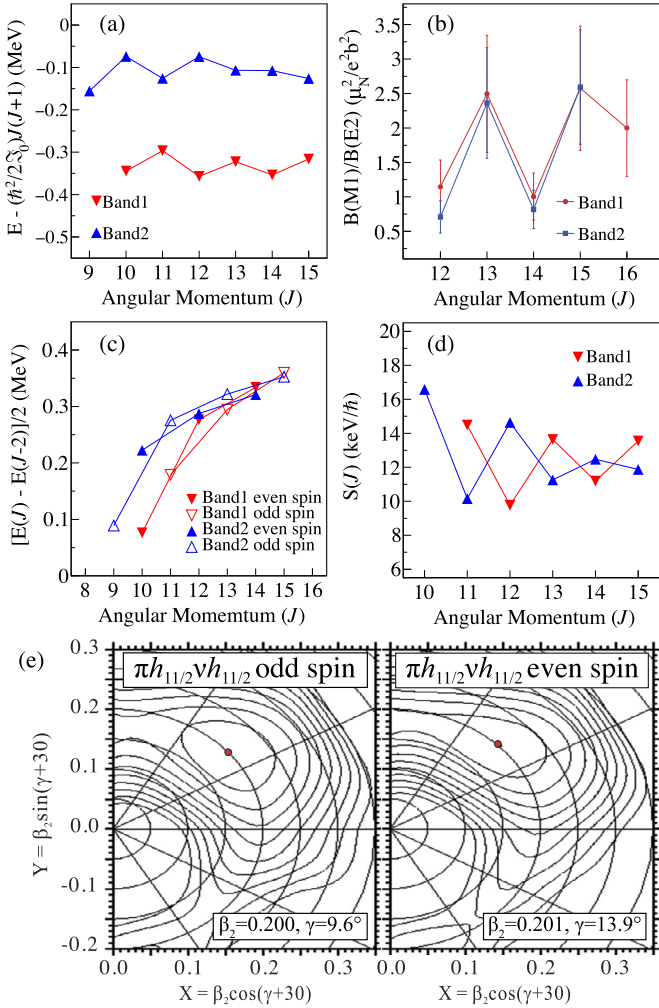 (a)
E - (ħ²/2ℑ₀)J(J+1) (MeV)
0
−0.1
−0.2
−0.3
−0.4
−0.5
Band1
Band2
9 10 11 12 13 14 15
Angular Momentum (J)
(b)
B(M1)/B(E2) (μ²N/e²b²)
3.5
3
2.5
2
1.5
1
0.5
Band1
Band2
12 13 14 15 16
Angular Momentum (J)
(c)
[E(J) - E(J-2)]/2 (MeV)
0.4
0.3
0.2
0.1
0
Band1 even spin
Band1 odd spin
Band2 even spin
Band2 odd spin
8 9 10 11 12 13 14 15 16
Angular Momemtum (J)
(d)
S(J) (keV/ħ)
20
18
16
14
12
10
8
6
Band1
Band2
10 11 12 13 14 15
Angular Momentum (J)
(e)
πh11/2νh11/2 odd spin
πh11/2νh11/2 even spin
Y = β₂sin(γ+30)
0.3
0.2
0.1
0.0
-0.1
-0.2
β₂=0.200, γ=9.6°
β₂=0.201, γ=13.9°
0.0 0.1 0.2 0.3
0.0 0.1 0.2 0.3
X = β₂cos(γ+30)
X = β₂cos(γ+30)